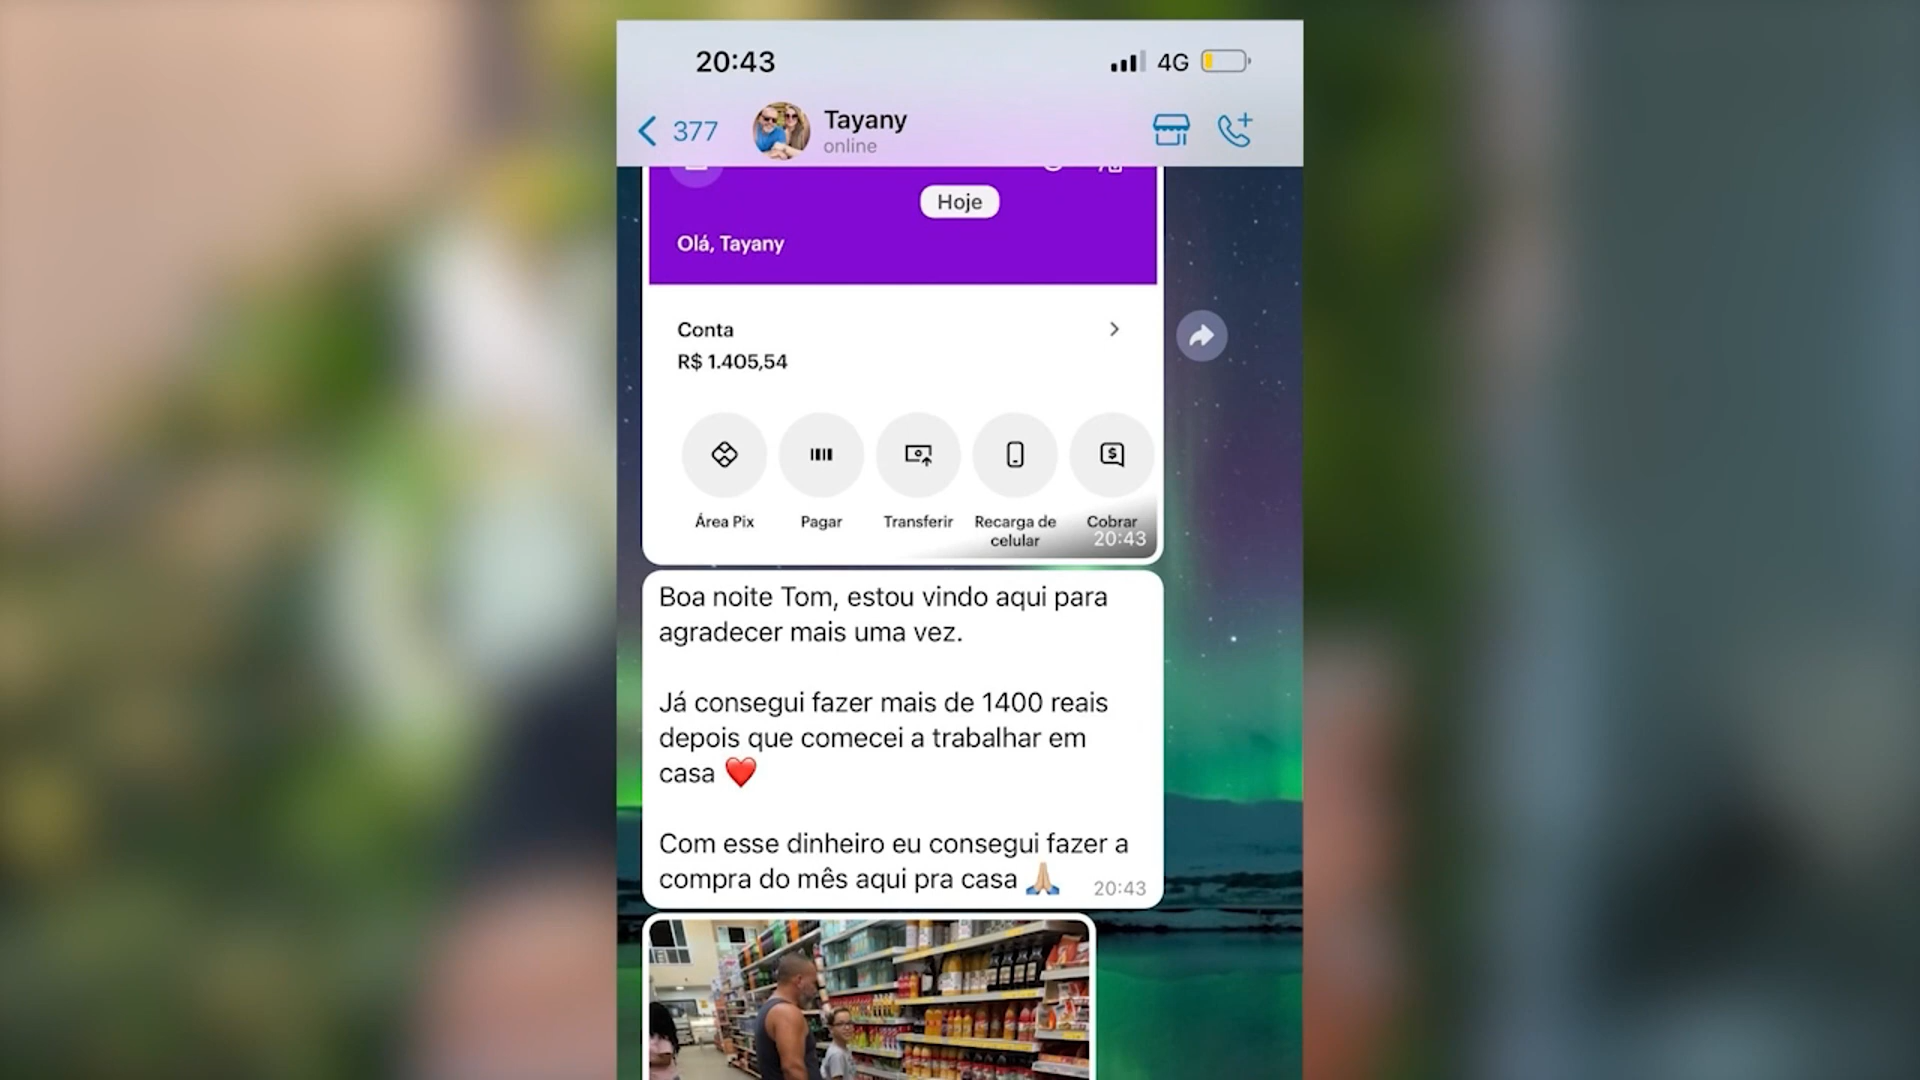 20:43
4G
377
Tayany
online
Hoje
Olá, Tayany
Conta
R$ 1.405,54
Área Pix
Pagar
Transferir
Recarga de
celular
Cobrar
20:43
Boa noite Tom, estou vindo aqui para
agradecer mais uma vez.
Já consegui fazer mais de 1400 reais
depois que comecei a trabalhar em
casa ❤️
Com esse dinheiro eu consegui fazer a
compra do mês aqui pra casa 🙏🏼
20:43